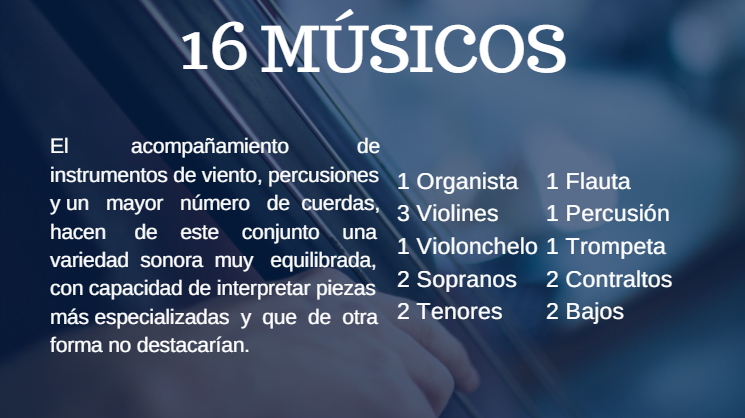 16 MÚSICOS
El acompañamiento de
instrumentos de viento, percusiones
y un mayor número de cuerdas,
hacen de este conjunto una
variedad sonora muy equilibrada,
con capacidad de interpretar piezas
más especializadas y que de otra
forma no destacarían.
1 Organista
3 Violines
1 Violonchelo
2 Sopranos
2 Tenores
1 Flauta
1 Percusión
1 Trompeta
2 Contraltos
2 Bajos